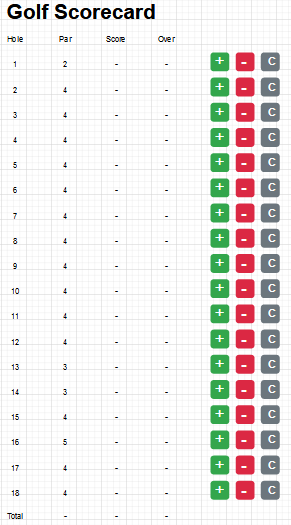 Golf Scorecard
Hole Par Score Over
1 2 - - + - C
2 4 - - + - C
3 4 - - + - C
4 4 - - + - C
5 4 - - + - C
6 4 - - + - C
7 4 - - + - C
8 4 - - + - C
9 4 - - + - C
10 4 - - + - C
11 4 - - + - C
12 4 - - + - C
13 3 - - + - C
14 3 - - + - C
15 4 - - + - C
16 5 - - + - C
17 4 - - + - C
18 4 - - + - C
Total - - -